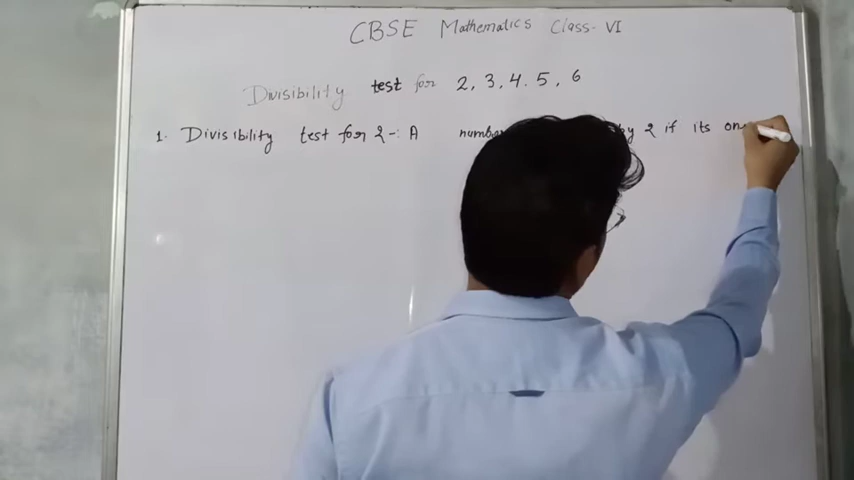 CBSE Mathematics Class- VI
Divisibility test for 2, 3, 4. 5, 6
1. Divisibility test for 2 -: A number by 2 if its one